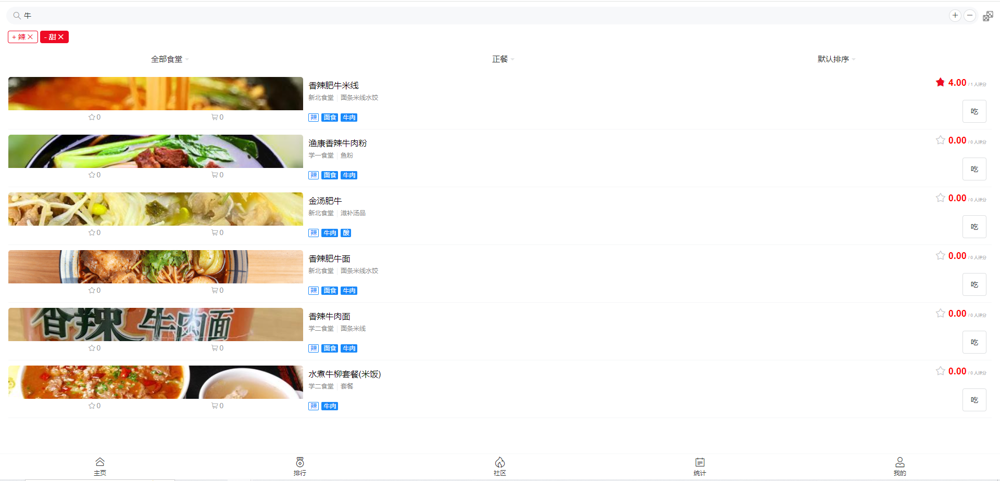 牛
+ 辣 × - 甜 ×
全部食堂 正餐 默认排序
香辣肥牛米线 4.00 / 1 人评分
新北食堂 面条米线水饺
吃
0 0 辣 面食 牛肉
渔康香辣牛肉粉 0.00 / 0 人评分
学一食堂 鱼粉
吃
0 0 辣 面食 牛肉
金汤肥牛 0.00 / 0 人评分
新北食堂 滋补汤品
吃
0 0 辣 牛肉 酸
香辣肥牛面 0.00 / 0 人评分
新北食堂 面条米线水饺
吃
0 0 辣 面食 牛肉
香辣牛肉面
香辣牛肉面 0.00 / 0 人评分
学二食堂 面条米线
吃
0 0 辣 面食 牛肉
水煮牛柳套餐(米饭) 0.00 / 0 人评分
学二食堂 套餐
吃
0 0 辣 牛肉
主页 排行 社区 统计 我的